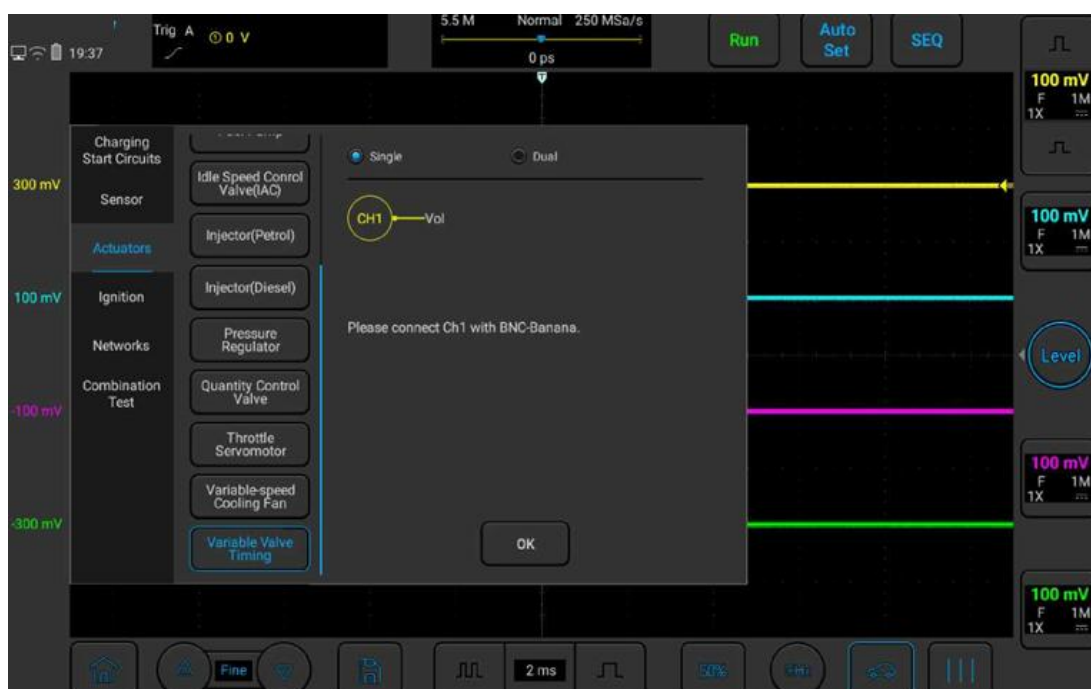 5.5 M Normal 250 MSa/s
Trig A ① 0 V
19:37
Run
Auto
Set
SEQ
0 ps
T
100 mV
F 1M
1X
Charging
Start Circuits
Single
Dual
Idle Speed Conrol
Valve(IAC)
300 mV
Sensor
CH1
Vol
100 mV
F 1M
1X
Injector(Petrol)
Actuators
Injector(Diesel)
100 mV
Ignition
Pressure
Regulator
Please connect Ch1 with BNC-Banana.
Networks
Level
Combination
Test
Quantity Control
Valve
-100 mV
Throttle
Servomotor
100 mV
F 1M
1X
Variable-speed
Cooling Fan
-300 mV
Variable Valve
Timing
OK
100 mV
F 1M
1X
Fine
2 ms
50%